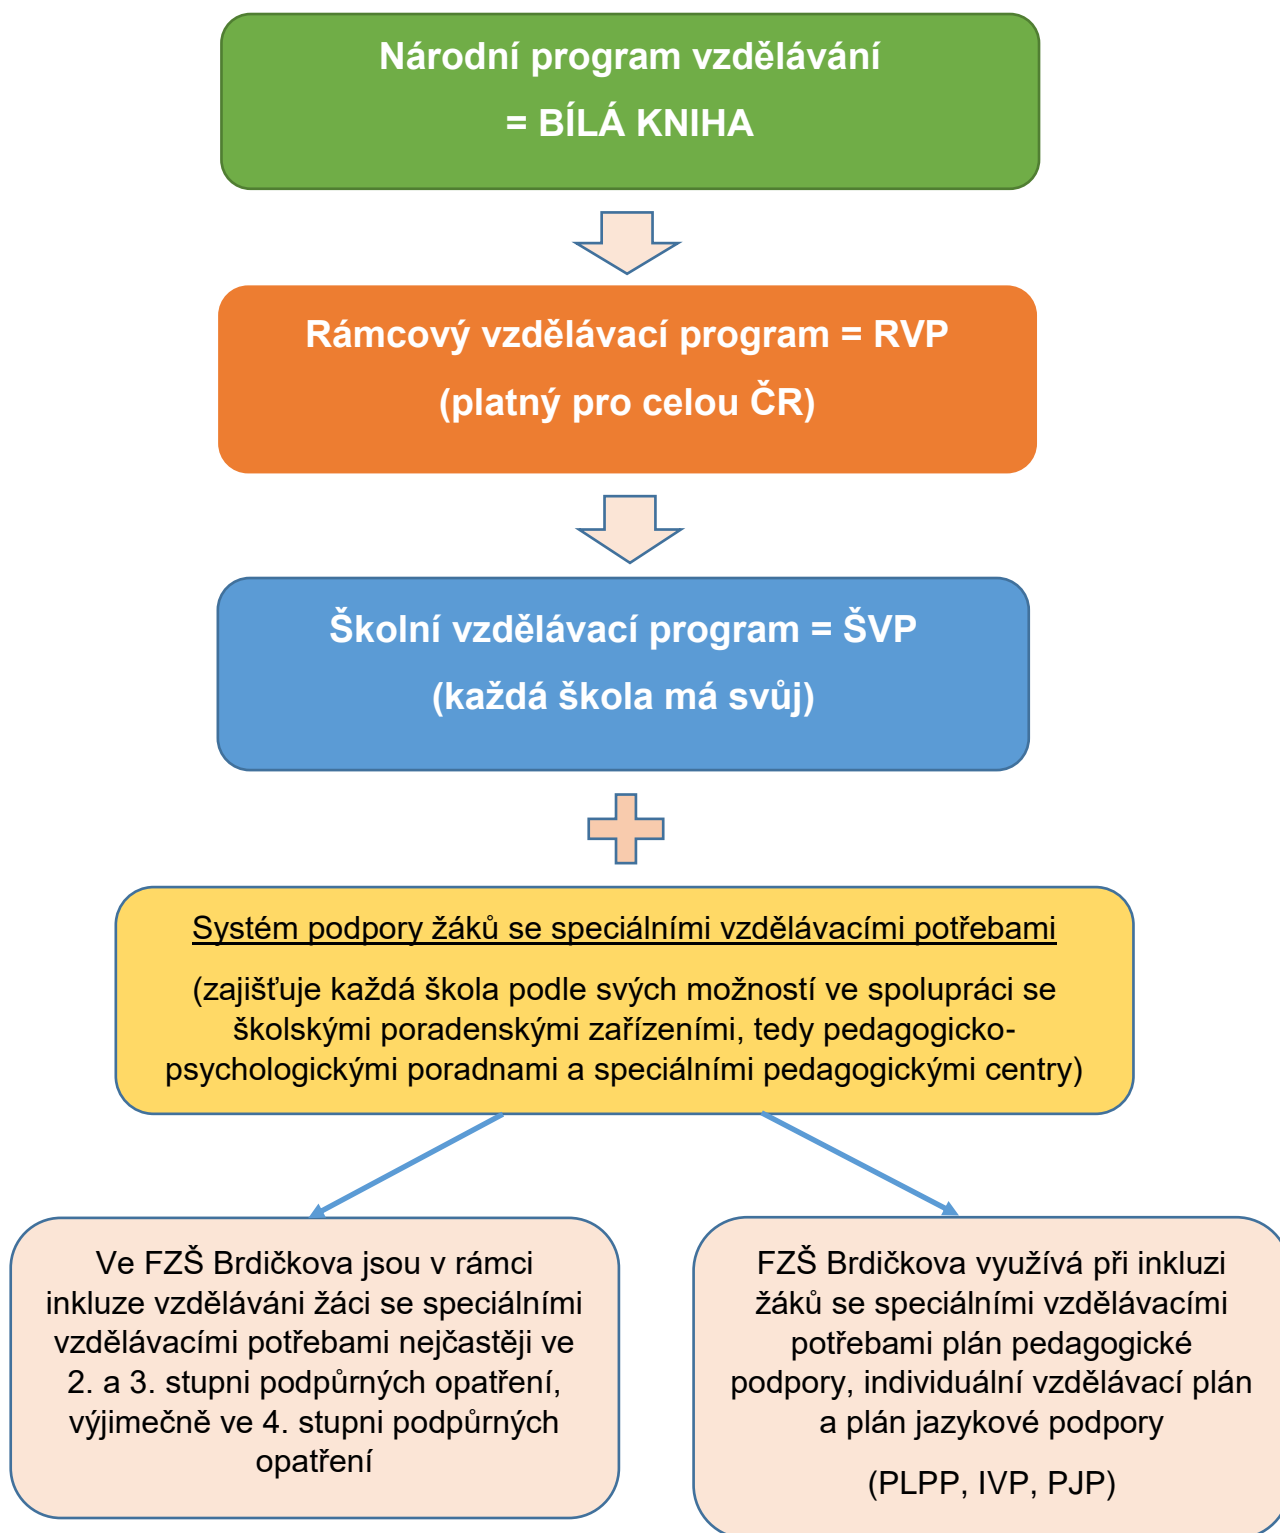 Národní program vzdělávání
= BÍLÁ KNIHA
Rámcový vzdělávací program = RVP
(platný pro celou ČR)
Školní vzdělávací program = ŠVP
(každá škola má svůj)
Systém podpory žáků se speciálními vzdělávacími potřebami
(zajišťuje každá škola podle svých možností ve spolupráci se
školskými poradenskými zařízeními, tedy pedagogicko-
psychologickými poradnami a speciálními pedagogickými centry)
Ve FZŠ Brdičkova jsou v rámci
inkluze vzděláváni žáci se speciálními
vzdělávacími potřebami nejčastěji ve
2. a 3. stupni podpůrných opatření,
výjimečně ve 4. stupni podpůrných
opatření
FZŠ Brdičkova využívá při inkluzi
žáků se speciálními vzdělávacími
potřebami plán pedagogické
podpory, individuální vzdělávací plán
a plán jazykové podpory
(PLPP, IVP, PJP)